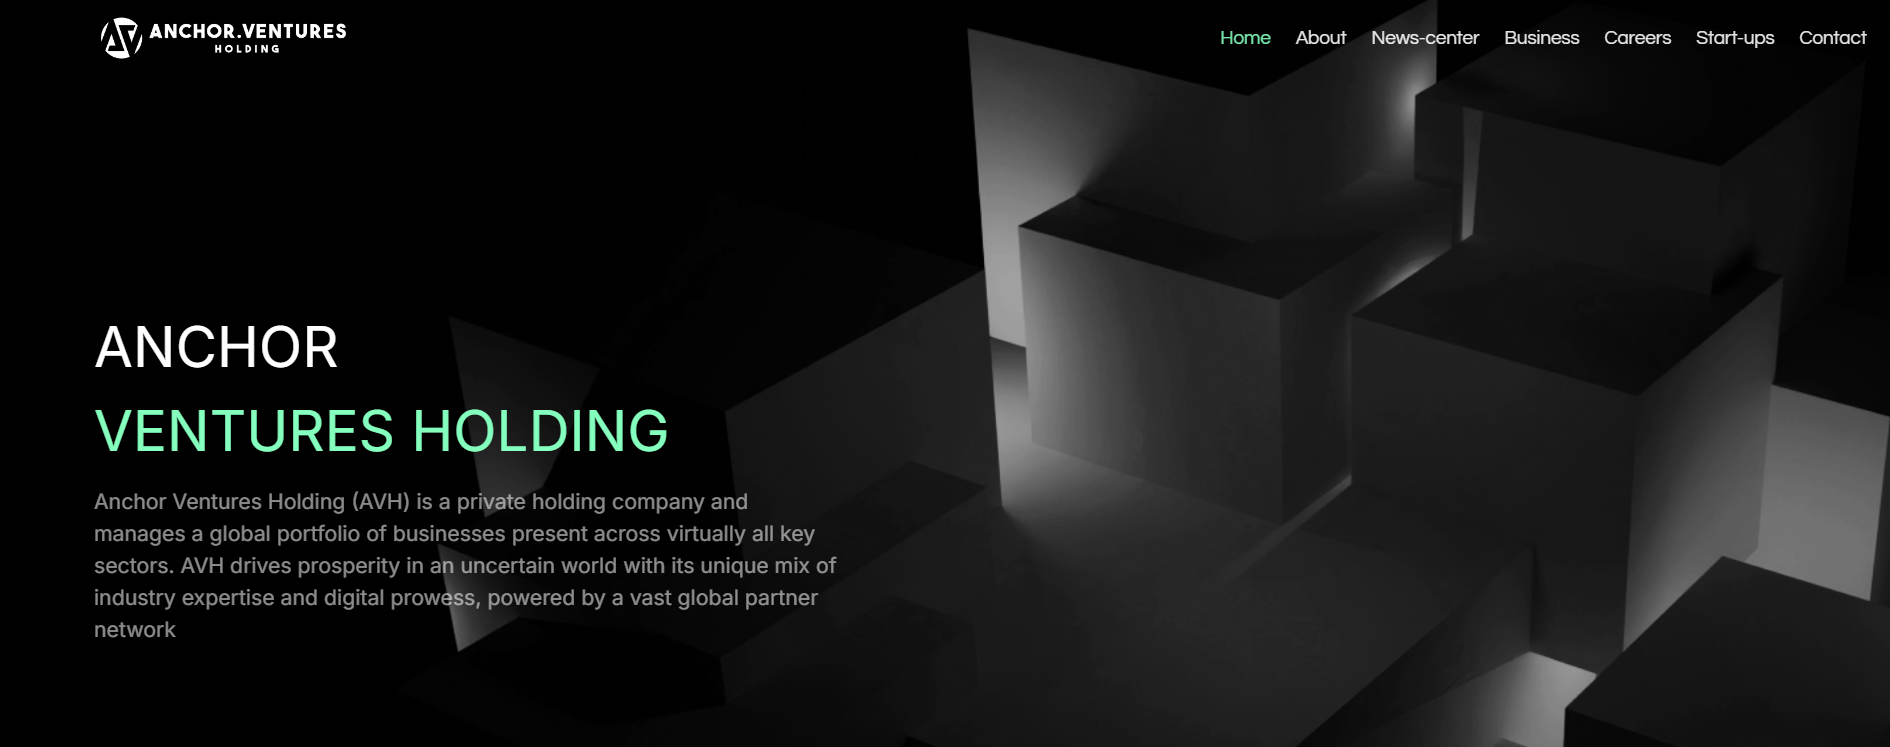 ANCHOR.VENTURES
HOLDING
Home About News-center Business Careers Start-ups Contact
ANCHOR
VENTURES HOLDING
Anchor Ventures Holding (AVH) is a private holding company and
manages a global portfolio of businesses present across virtually all key
sectors. AVH drives prosperity in an uncertain world with its unique mix of
industry expertise and digital prowess, powered by a vast global partner
network